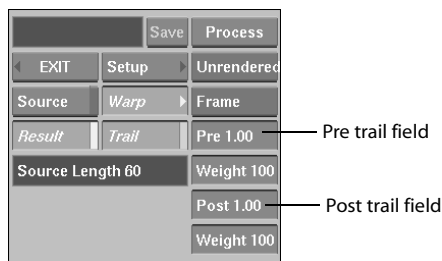 Save Process
EXIT Setup Unrendered
Source Warp Frame
Result Trail Pre 1.00 Pre trail field
Source Length 60 Weight 100
Post 1.00 Post trail field
Weight 100